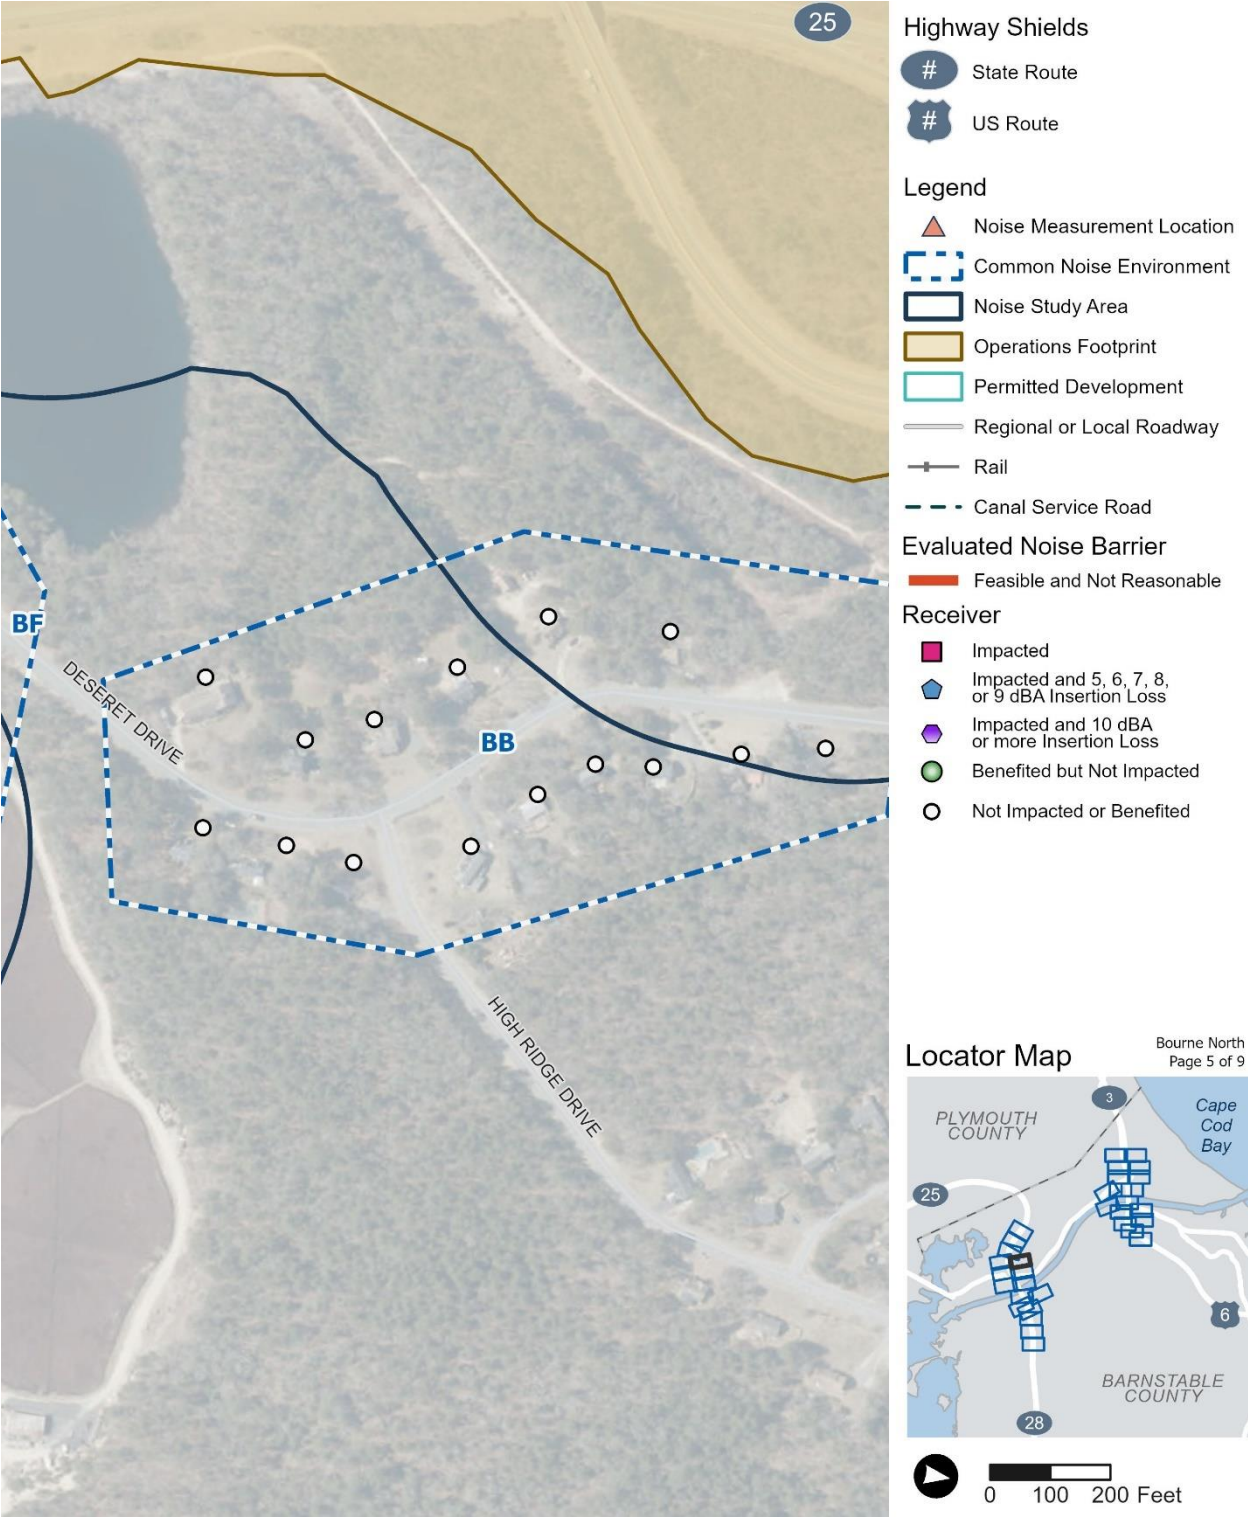 25
BF
DESERET DRIVE
BB
HIGH RIDGE DRIVE
Highway Shields
# State Route
# US Route
Legend
Noise Measurement Location
Common Noise Environment
Noise Study Area
Operations Footprint
Permitted Development
Regional or Local Roadway
Rail
Canal Service Road
Evaluated Noise Barrier
Feasible and Not Reasonable
Receiver
Impacted
Impacted and 5, 6, 7, 8,
or 9 dBA Insertion Loss
Impacted and 10 dBA
or more Insertion Loss
Benefited but Not Impacted
Not Impacted or Benefited
Locator Map
Bourne North
Page 5 of 9
3
PLYMOUTH
COUNTY
Cape
Cod
Bay
25
6
BARNSTABLE
COUNTY
28
0 100 200 Feet